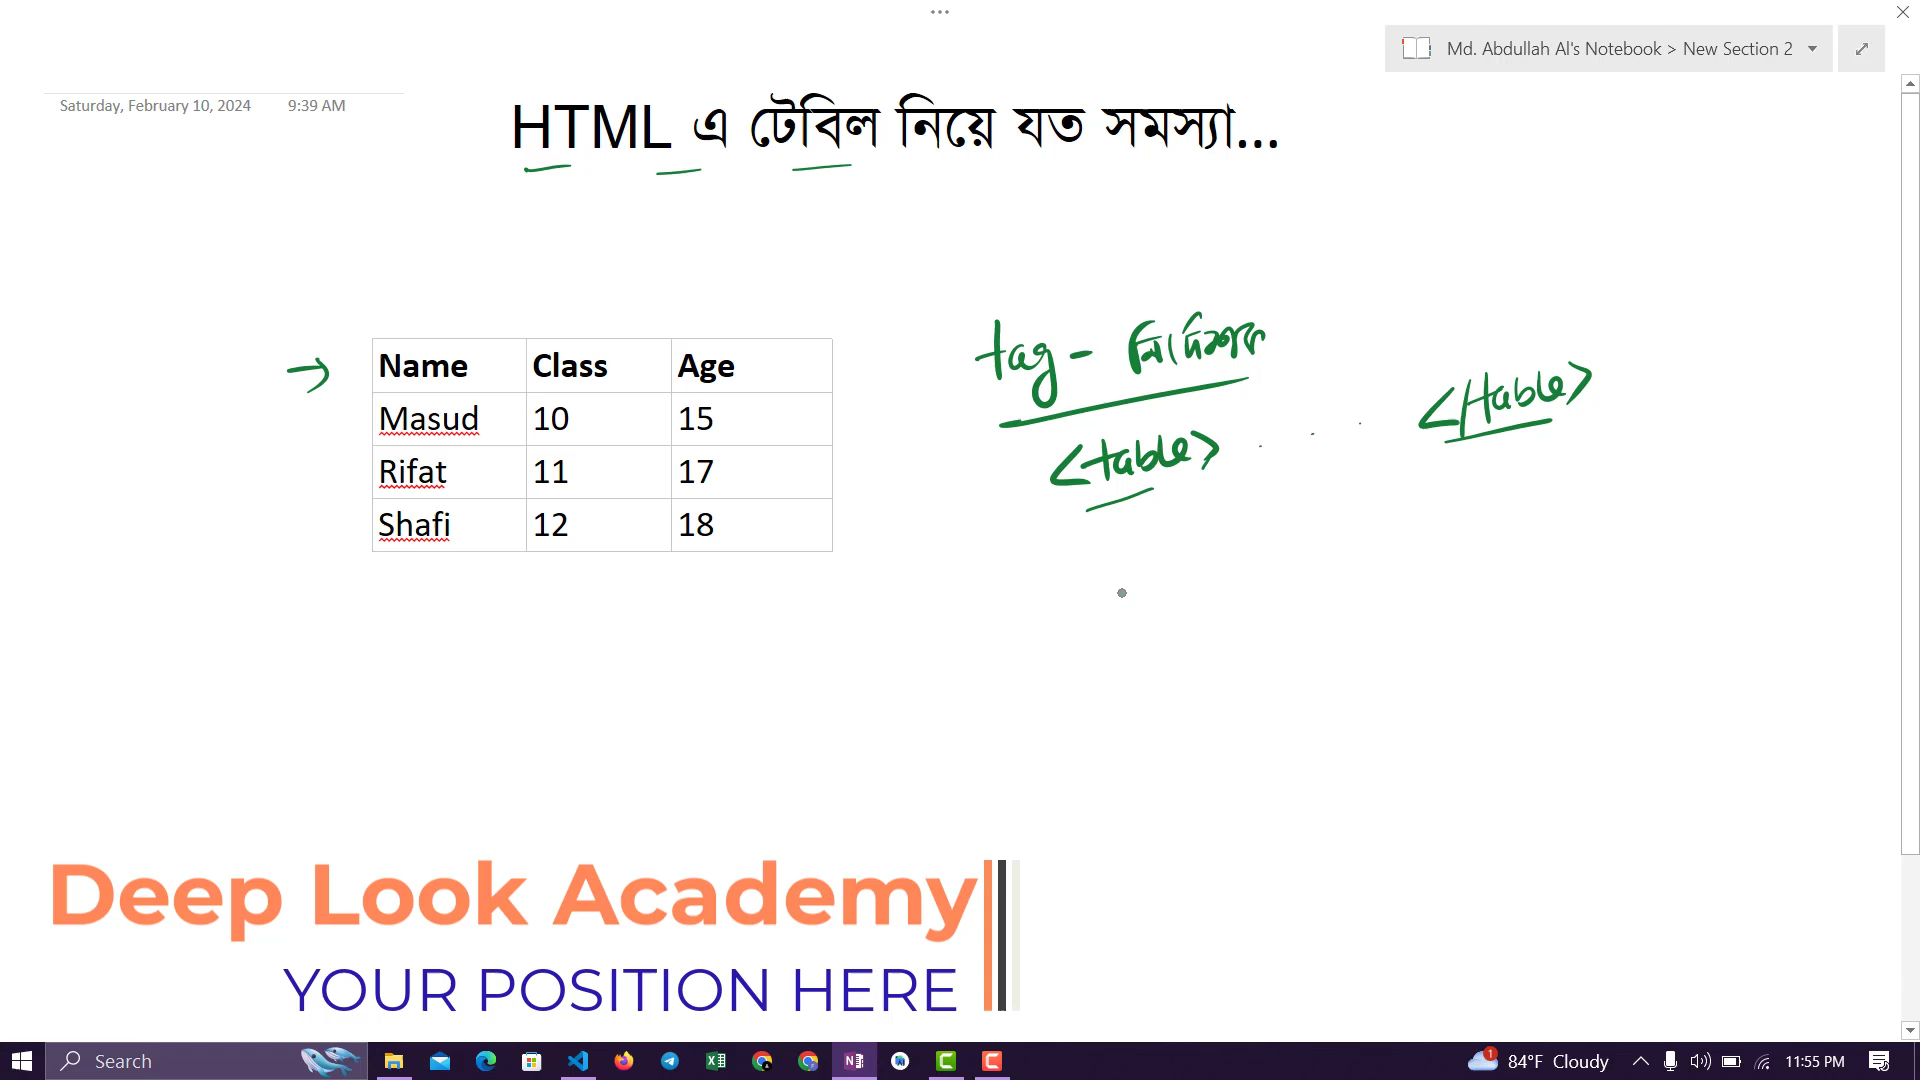 Md. Abdullah Al's Notebook > New Section 2
Saturday, February 10, 2024 9:39 AM
HTML এ টেবিল নিয়ে যত সমস্যা...
Name Class Age
Masud 10 15
Rifat 11 17
Shafi 12 18
tag - নির্দেশক
<table> . . . </table>
Deep Look Academy
YOUR POSITION HERE
Search
1
84°F Cloudy
11:55 PM